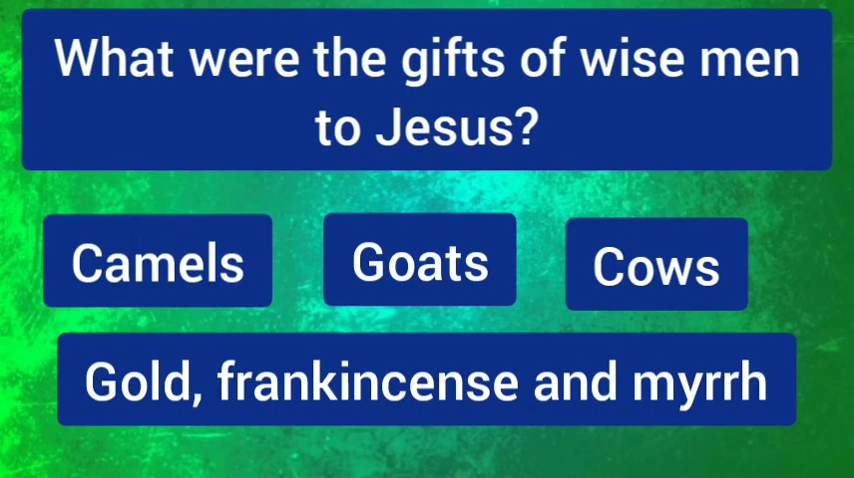 What were the gifts of wise men
to Jesus?
Camels
Goats
Cows
Gold, frankincense and myrrh